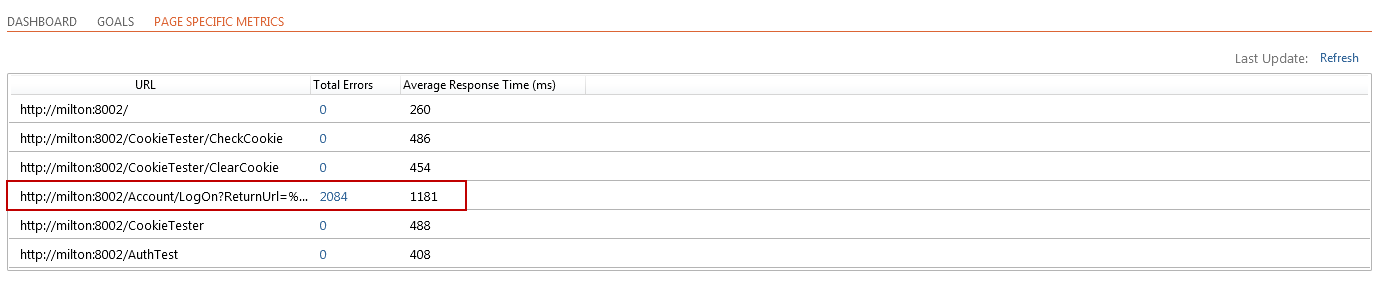 DASHBOARD GOALS PAGE SPECIFIC METRICS
Last Update: Refresh
URL Total Errors Average Response Time (ms)
http://milton:8002/ 0 260
http://milton:8002/CookieTester/CheckCookie 0 486
http://milton:8002/CookieTester/ClearCookie 0 454
http://milton:8002/Account/LogOn?ReturnUrl=%... 2084 1181
http://milton:8002/CookieTester 0 488
http://milton:8002/AuthTest 0 408